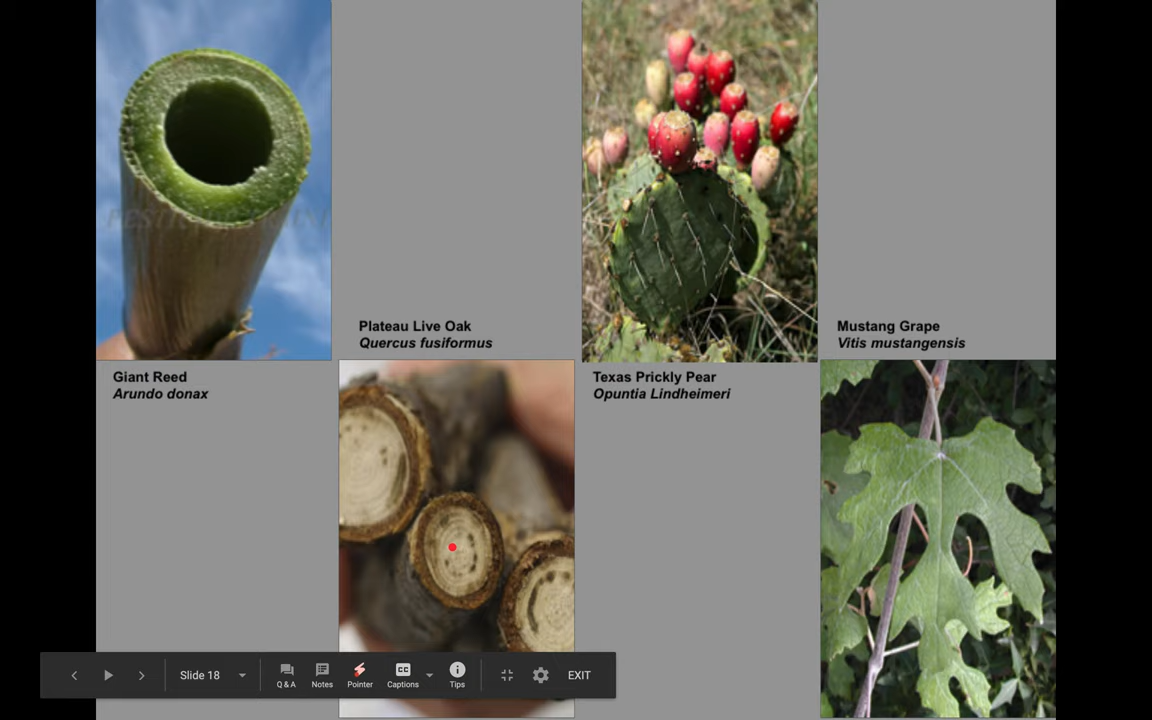 Plateau Live Oak
Quercus fusiformus
Mustang Grape
Vitis mustangensis
Giant Reed
Arundo donax
Texas Prickly Pear
Opuntia Lindheimeri
Slide 18
Q & A
Notes
Pointer
CC
Captions
Tips
EXIT